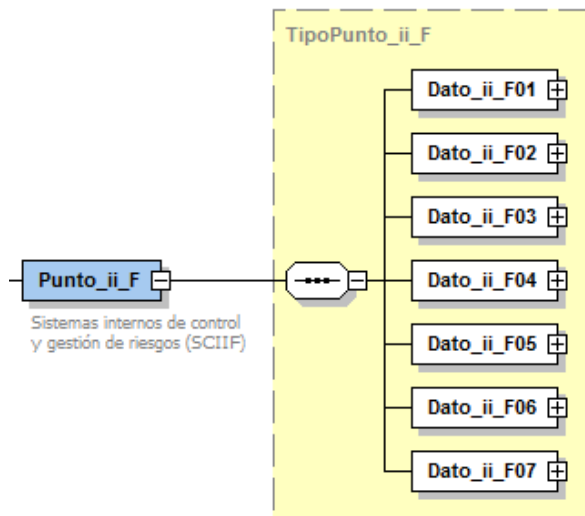 TipoPunto_ii_F
Dato_ii_F01
Dato_ii_F02
Dato_ii_F03
Punto_ii_F
Dato_ii_F04
Sistemas internos de control
y gestión de riesgos (SCIIF)
Dato_ii_F05
Dato_ii_F06
Dato_ii_F07